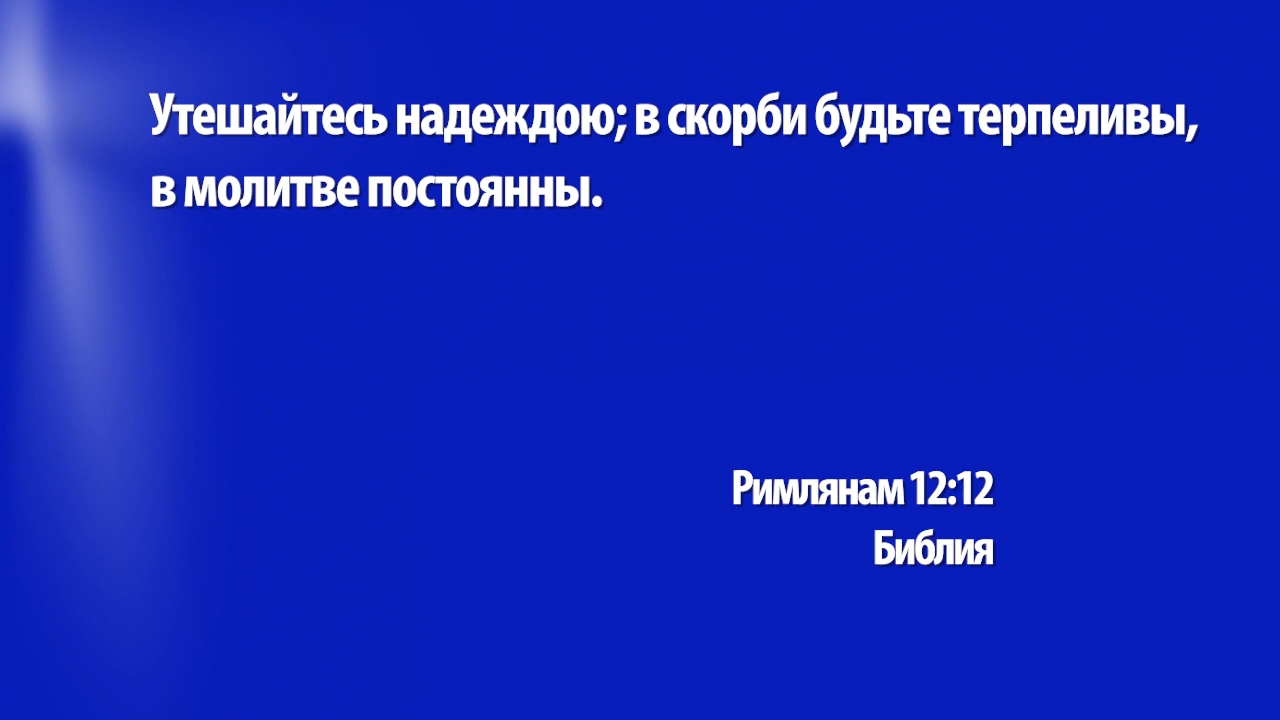 Утешайтесь надеждою; в скорби будьте терпеливы,
в молитве постоянны.
Римлянам 12:12
Библия